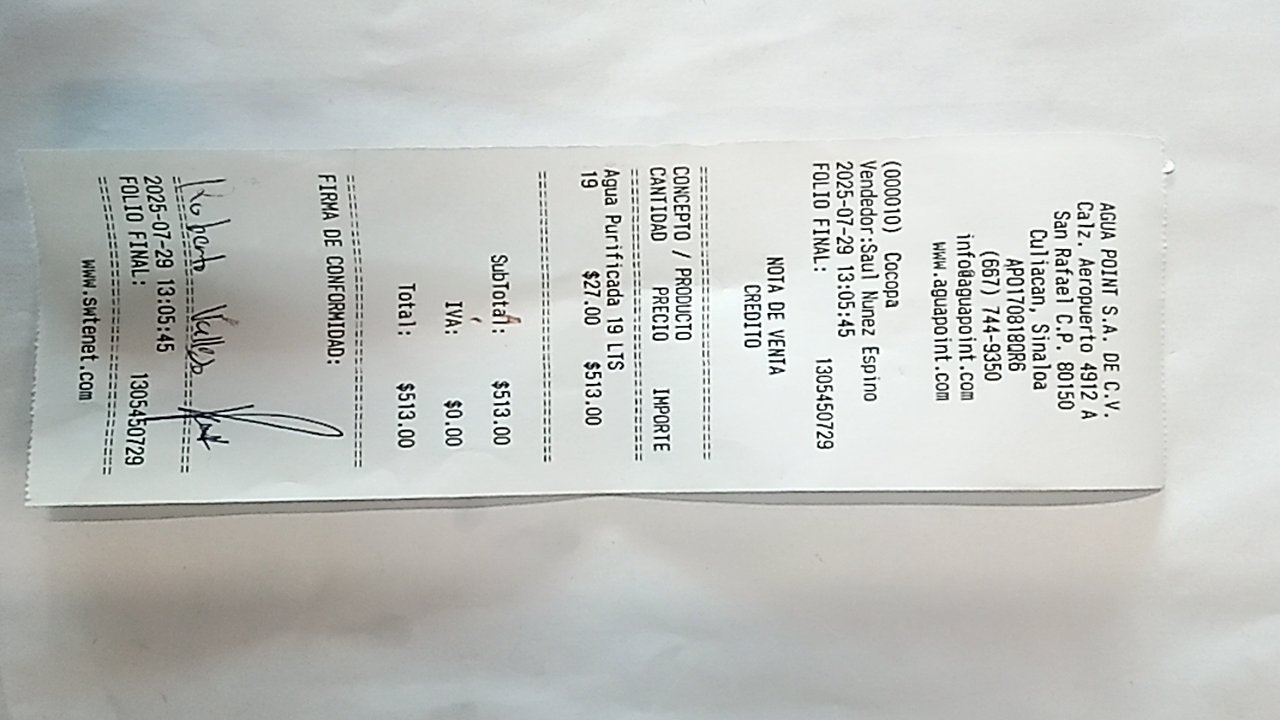 AGUA POINT S.A. DE C.V.
Calz. Aeropuerto 4912 A
San Rafael C.P. 80150
Culiacan, Sinaloa
APO170818QR6
(667) 744-9350
info@aguapoint.com
www.aguapoint.com
(000010) Cocopa
Vendedor:Saul Nunez Espino
2025-07-29 13:05:45
FOLIO FINAL: 1305450729
NOTA DE VENTA
CREDITO
================================
CONCEPTO / PRODUCTO
CANTIDAD PRECIO IMPORTE
================================
Agua Purificada 19 LTS
19 $27.00 $513.00
================================
SubTotal: $513.00
IVA: $0.00
Total: $513.00
================================
FIRMA DE CONFORMIDAD:
Roberto Valles
================================
2025-07-29 13:05:45
FOLIO FINAL: 1305450729
================================
www.swtenet.com